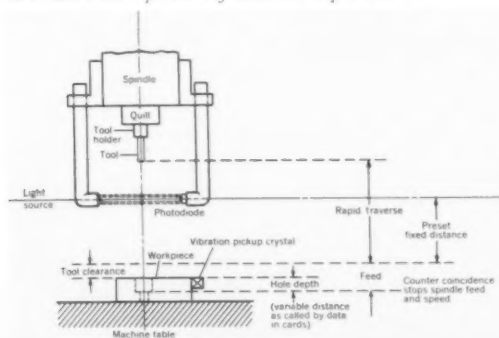 Spindle
Quill
Tool
holder
Tool
Light
source
Photodiode
Rapid traverse
Preset
fixed distance
Vibration pickup crystal
Workpiece
Tool clearance
Hole depth
Feed
Counter coincidence
stops spindle feed
and speed
(variable distance
as called by data
in cards)
Machine table